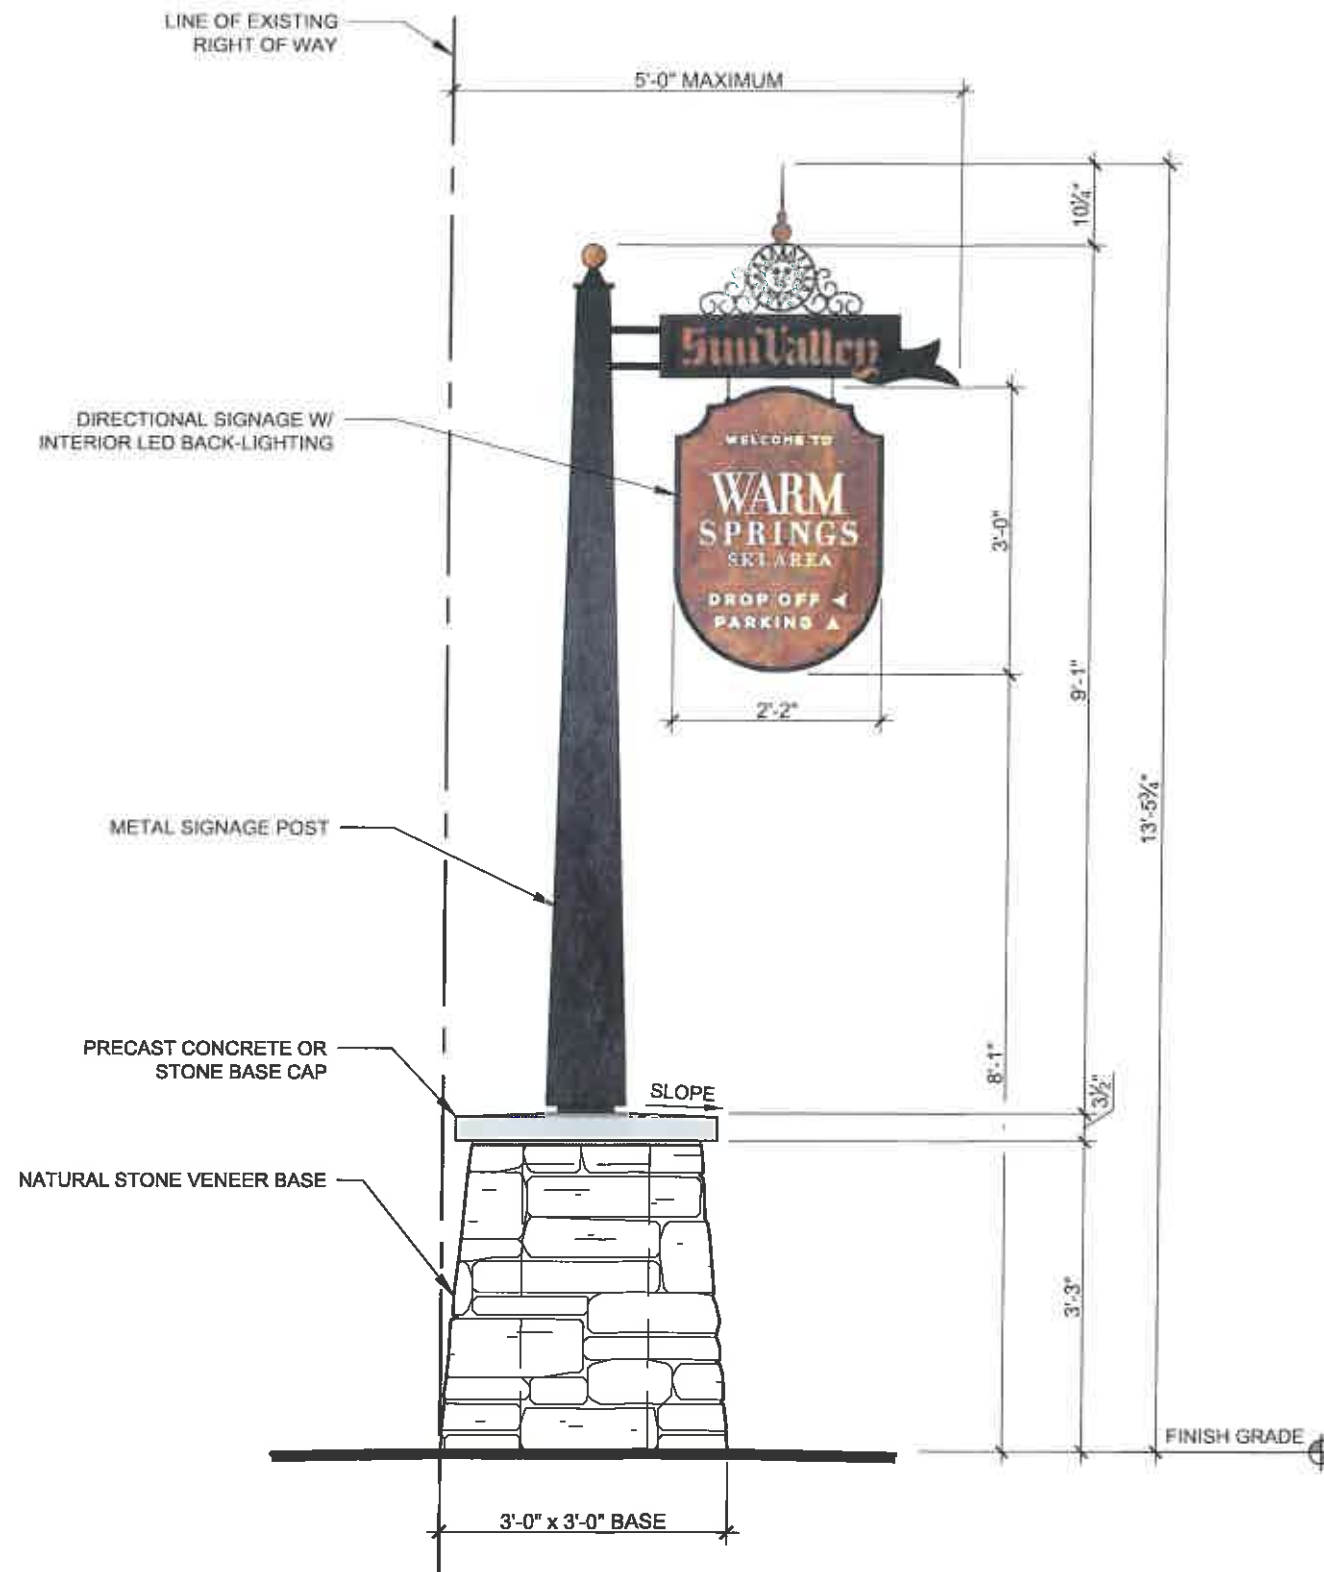 LINE OF EXISTING
RIGHT OF WAY
5'-0" MAXIMUM
10¼"
Sun Valley
DIRECTIONAL SIGNAGE W/
INTERIOR LED BACK-LIGHTING
WELCOME TO
WARM
SPRINGS
SKI AREA
DROP OFF
PARKING
3'-0"
2'-2"
9'-1"
13'-5¾"
METAL SIGNAGE POST
PRECAST CONCRETE OR
STONE BASE CAP
SLOPE
8'-1"
3½"
NATURAL STONE VENEER BASE
3'-3"
FINISH GRADE
3'-0" x 3'-0" BASE